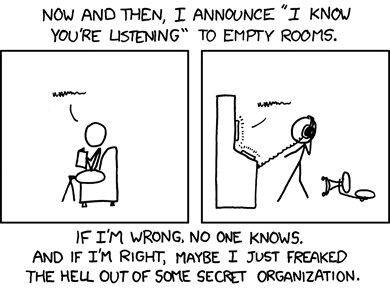 NOW AND THEN, I ANNOUNCE "I KNOW
YOU'RE LISTENING" TO EMPTY ROOMS.
IF I'M WRONG, NO ONE KNOWS.
AND IF I'M RIGHT, MAYBE I JUST FREAKED
THE HELL OUT OF SOME SECRET ORGANIZATION.